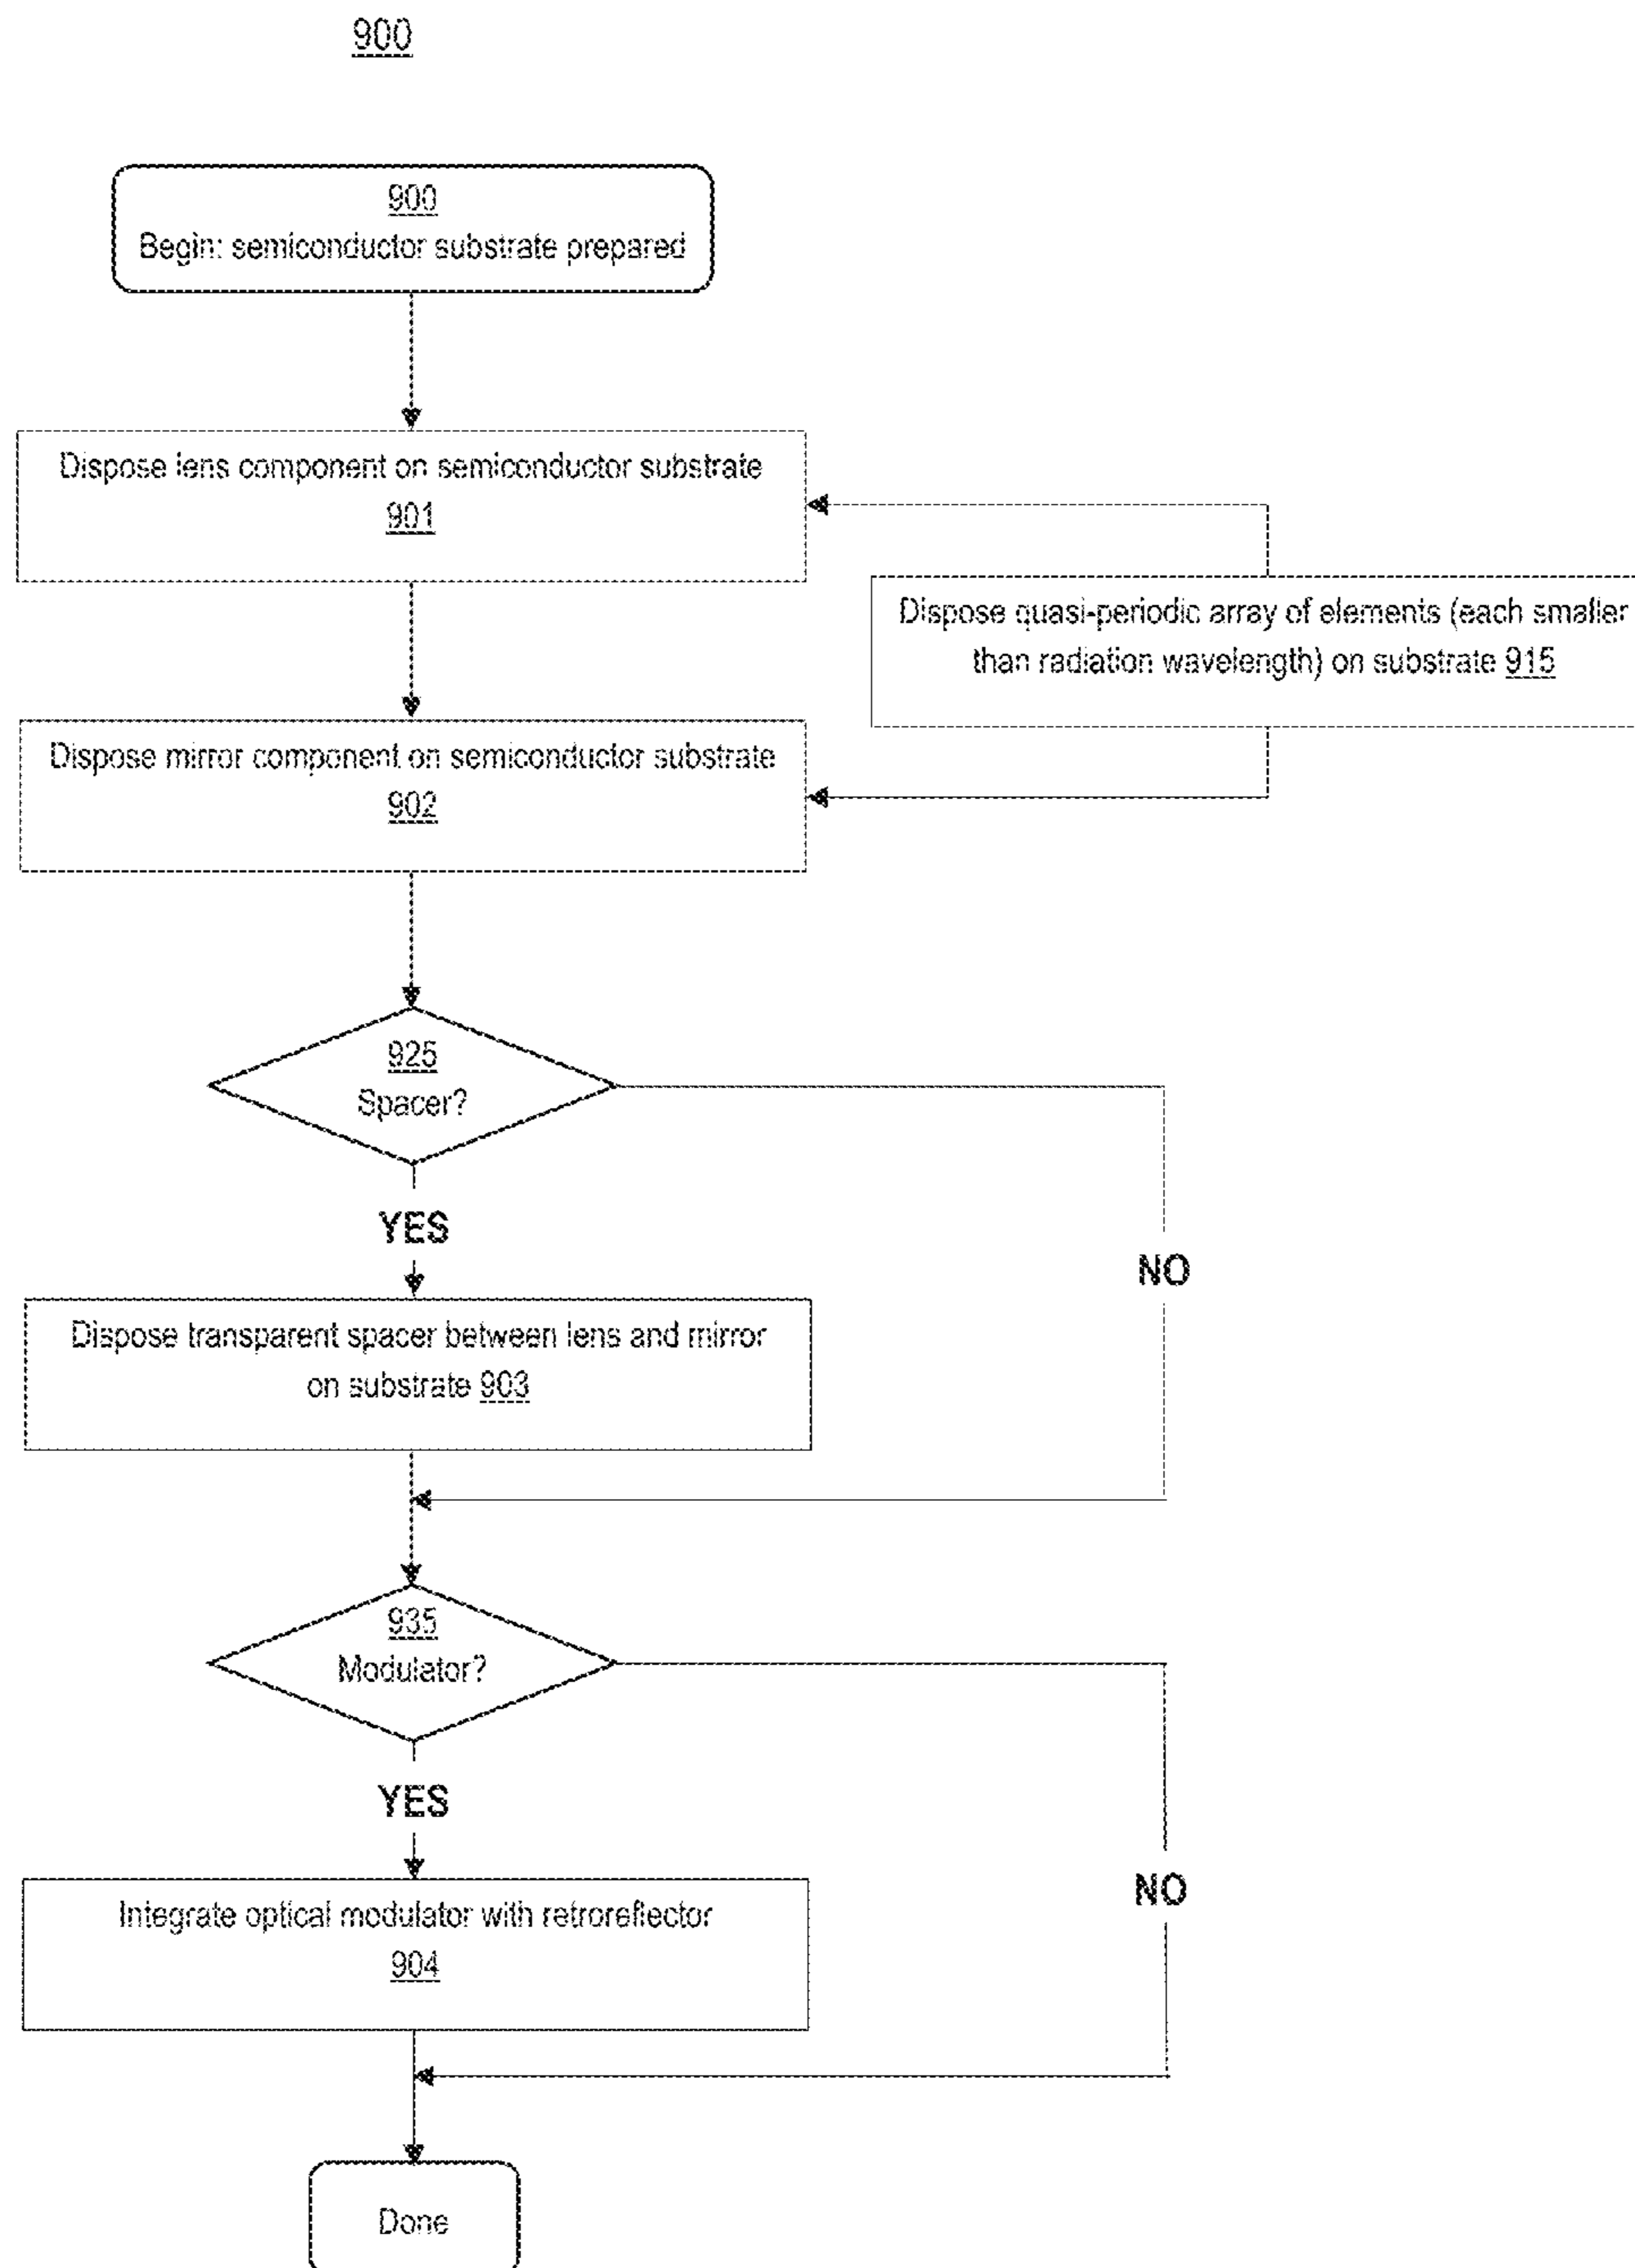 900
900
Begin: semiconductor substrate prepared
Dispose lens component on semiconductor substrate
901
Dispose quasi-periodic array of elements (each smaller
than radiation wavelength) on substrate 915
Dispose mirror component on semiconductor substrate
902
925
Spacer?
YES
NO
Dispose transparent spacer between lens and mirror
on substrate 903
935
Modulator?
YES
NO
Integrate optical modulator with retroreflector
904
Done